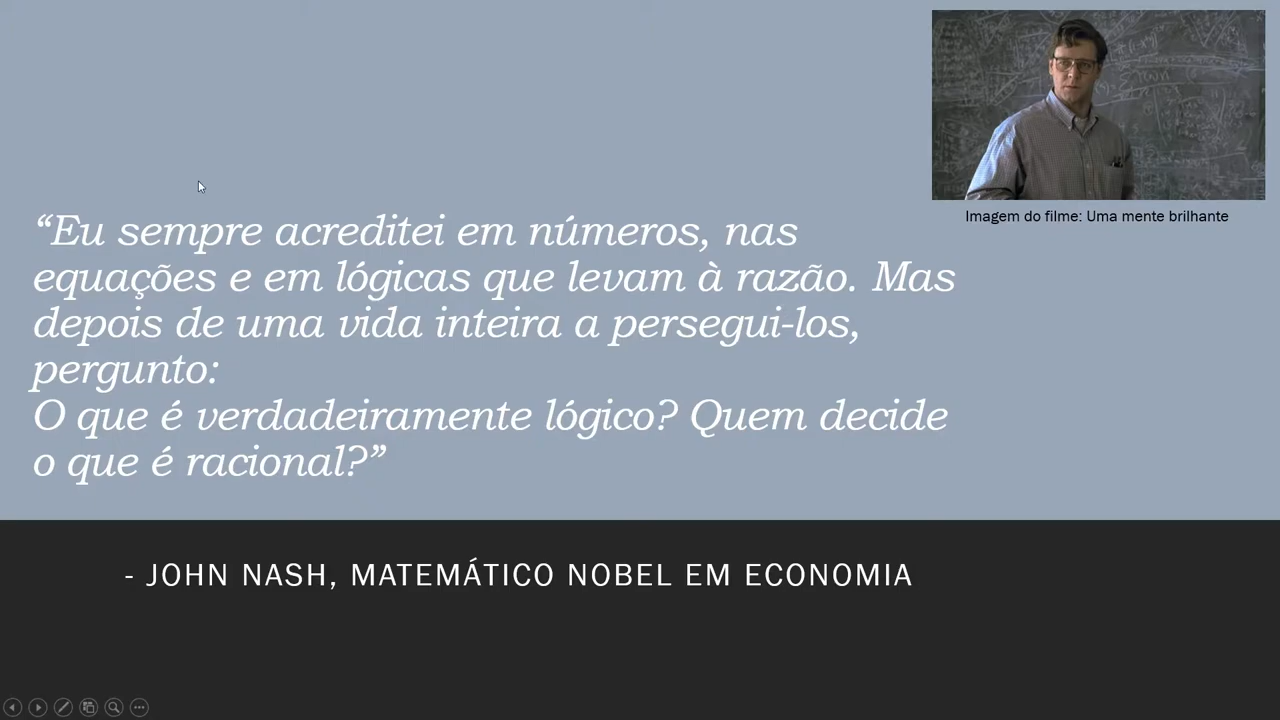 Imagem do filme: Uma mente brilhante
“Eu sempre acreditei em números, nas
equações e em lógicas que levam à razão. Mas
depois de uma vida inteira a persegui-los,
pergunto:
O que é verdadeiramente lógico? Quem decide
o que é racional?”
- JOHN NASH, MATEMÁTICO NOBEL EM ECONOMIA